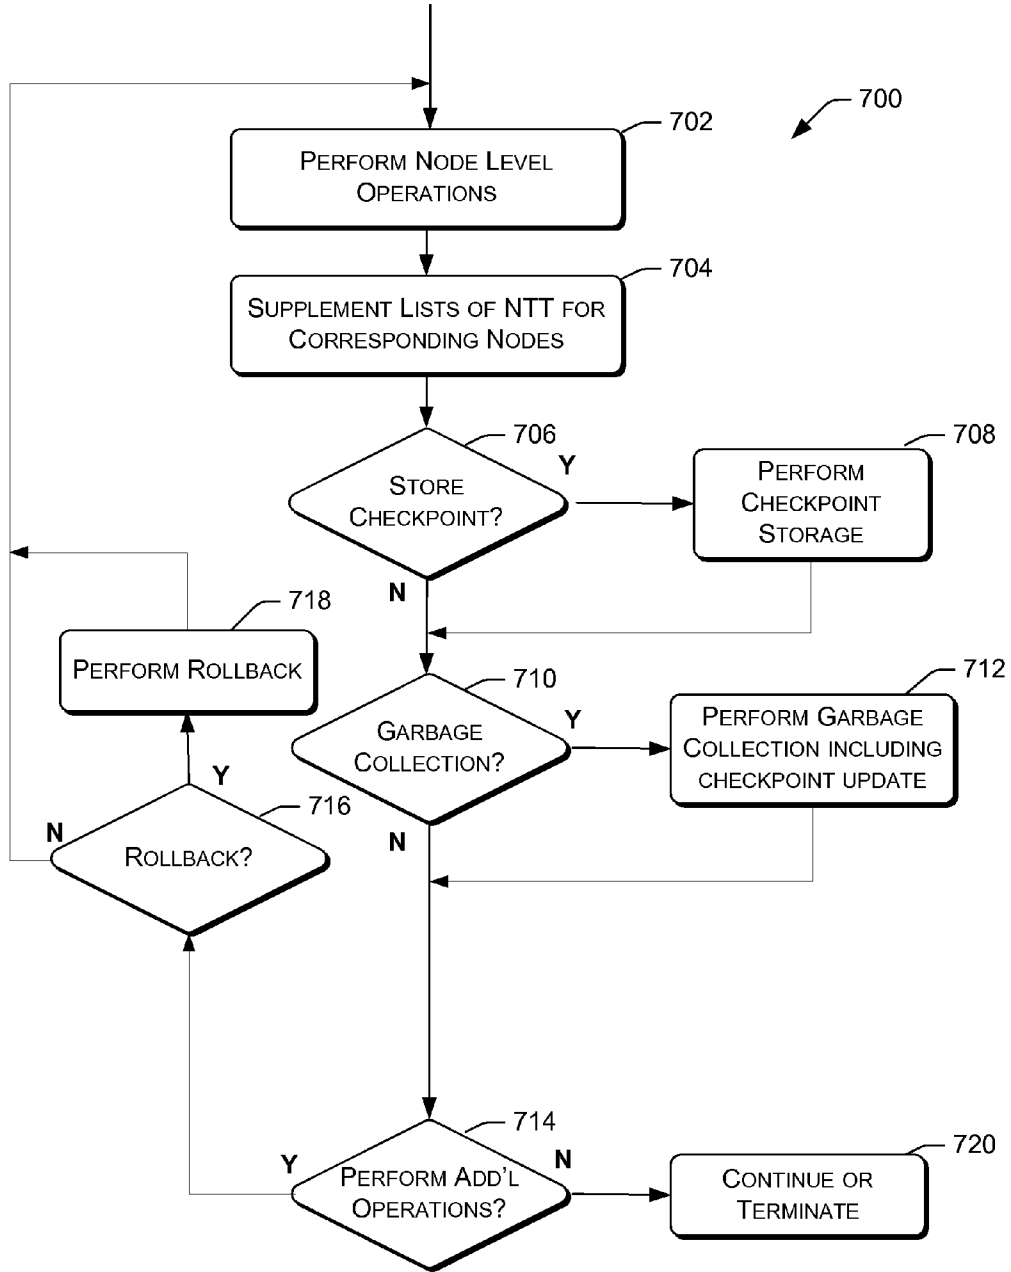 700
702
PERFORM NODE LEVEL
OPERATIONS
704
SUPPLEMENT LISTS OF NTT FOR
CORRESPONDING NODES
706
STORE
CHECKPOINT?
Y
N
708
PERFORM
CHECKPOINT
STORAGE
710
GARBAGE
COLLECTION?
Y
N
712
PERFORM GARBAGE
COLLECTION INCLUDING
CHECKPOINT UPDATE
718
PERFORM ROLLBACK
Y
716
N
ROLLBACK?
714
Y
N
PERFORM ADD'L
OPERATIONS?
720
CONTINUE OR
TERMINATE